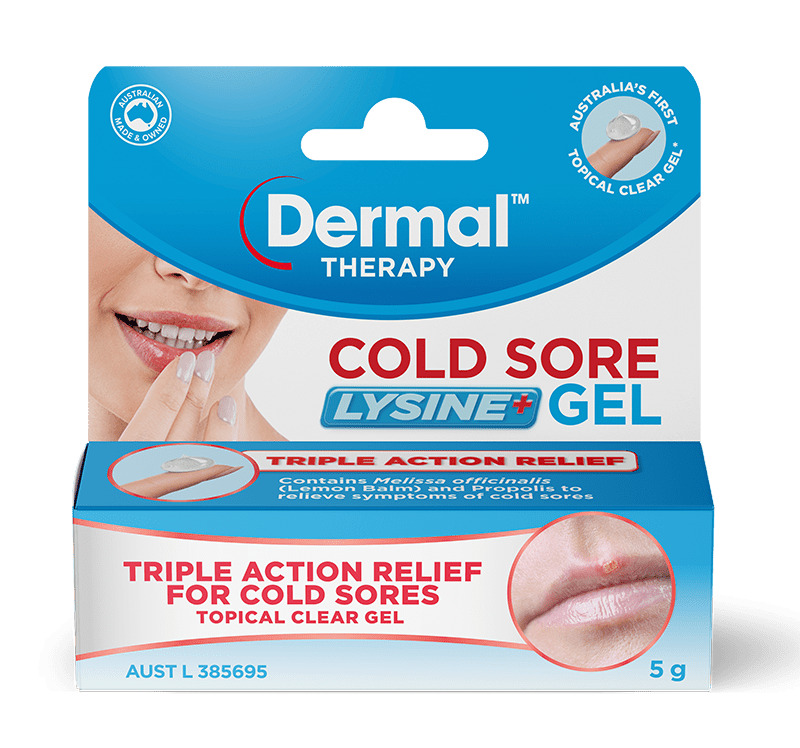 AUSTRALIAN
MADE & OWNED
AUSTRALIA'S FIRST
TOPICAL CLEAR GEL*
Dermal™
THERAPY
COLD SORE
LYSINE+ GEL
TRIPLE ACTION RELIEF
Contains Melissa officinalis
(Lemon Balm) and Propolis to
relieve symptoms of cold sores
TRIPLE ACTION RELIEF
FOR COLD SORES
TOPICAL CLEAR GEL
AUST L 385695
5 g